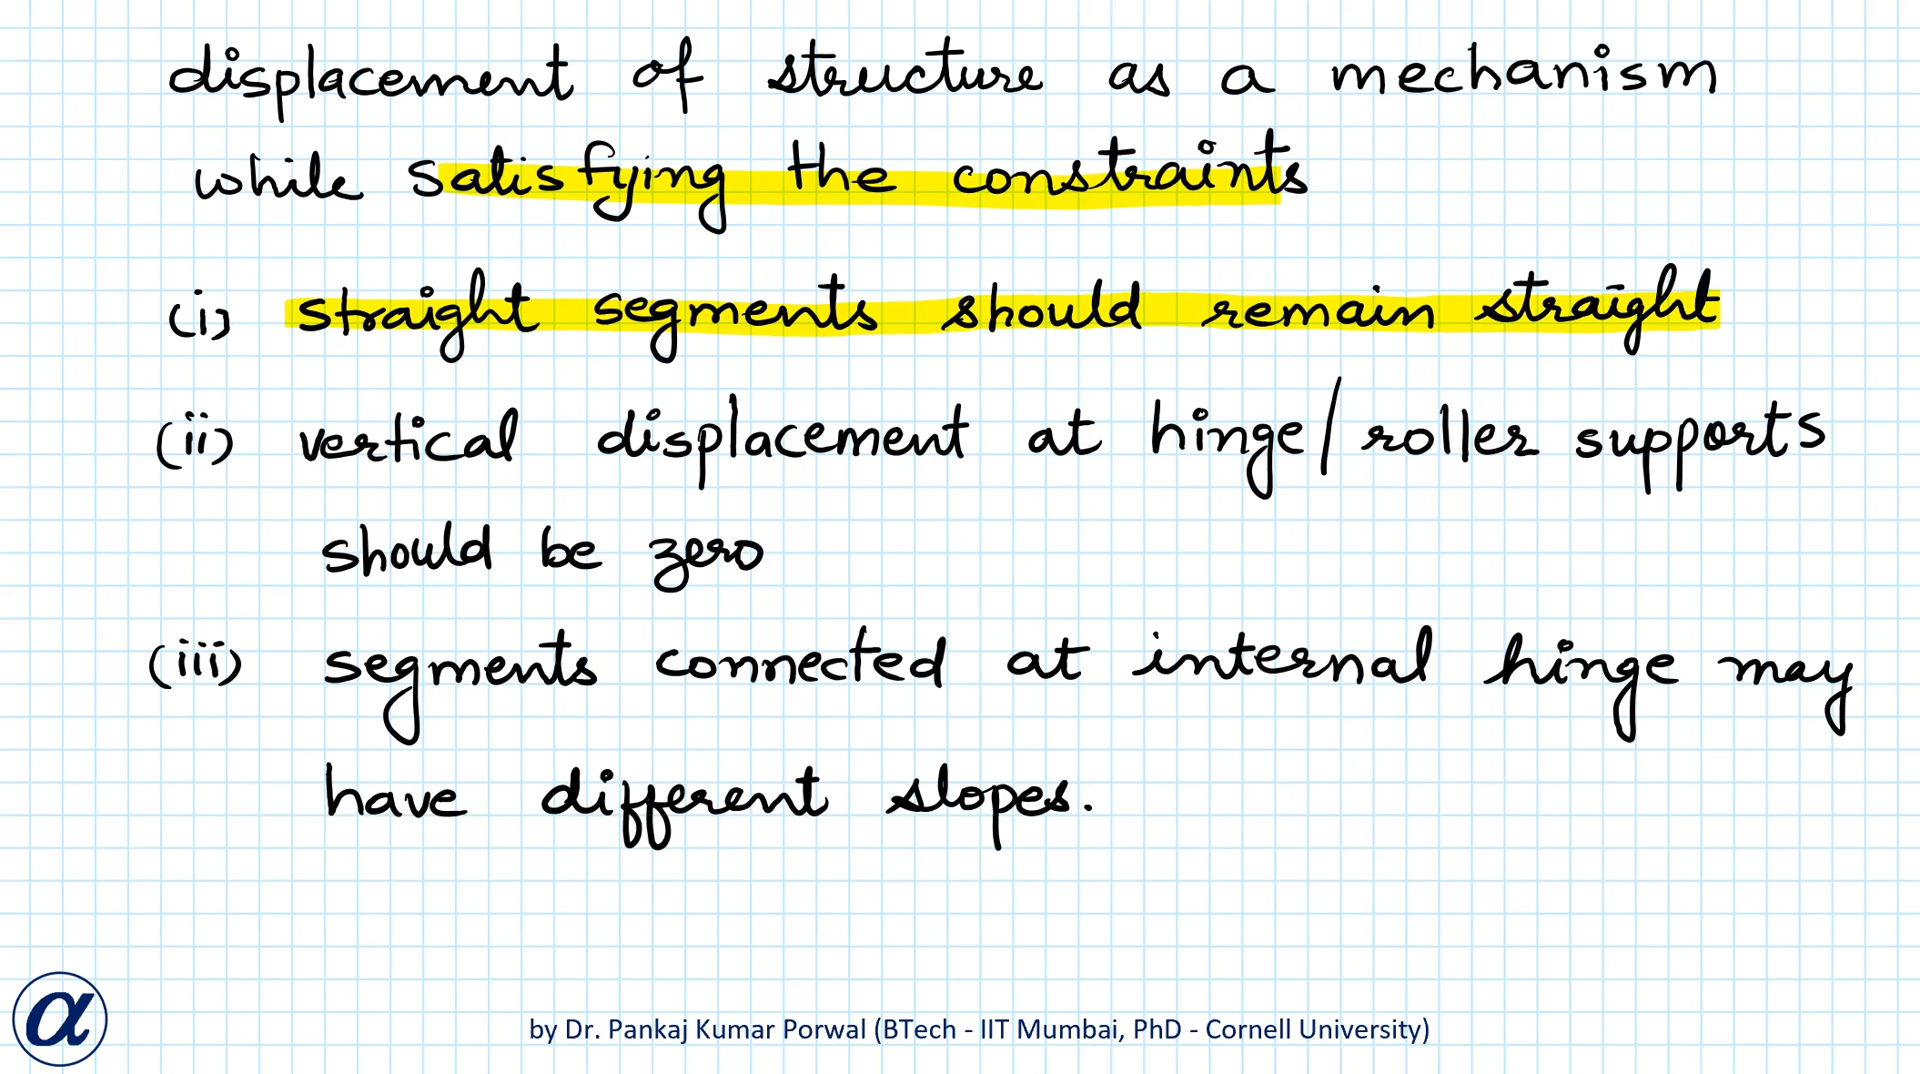 displacement of structure as a mechanism
while satisfying the constraints
(i) straight segments should remain straight
(ii) vertical displacement at hinge/roller supports
should be zero
(iii) segments connected at internal hinge may
have different slopes.
α
by Dr. Pankaj Kumar Porwal (BTech - IIT Mumbai, PhD - Cornell University)